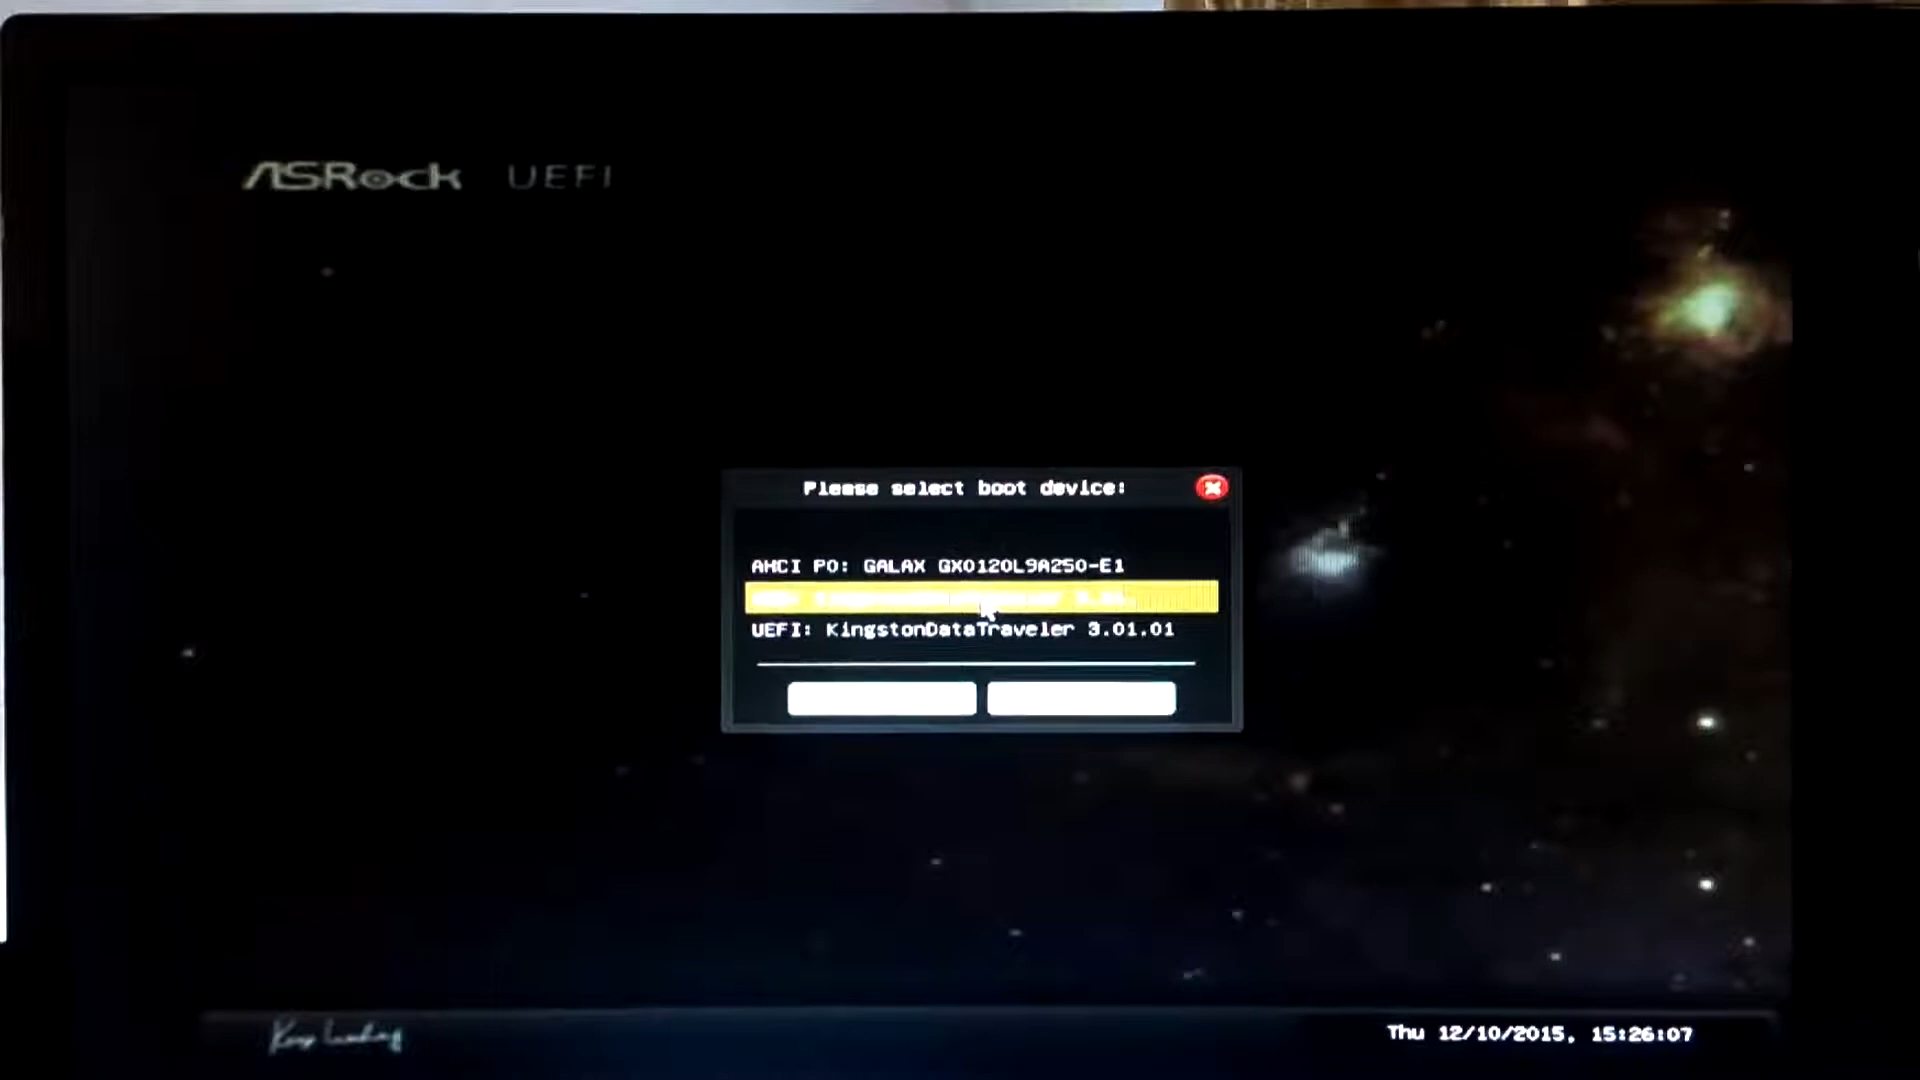 ASRock UEFI
Please select boot device:
AHCI P0: GALAX GX0120L9A250-E1
UEFI: KingstonDataTraveler 3.01.01
Thu 12/10/2015, 15:26:07